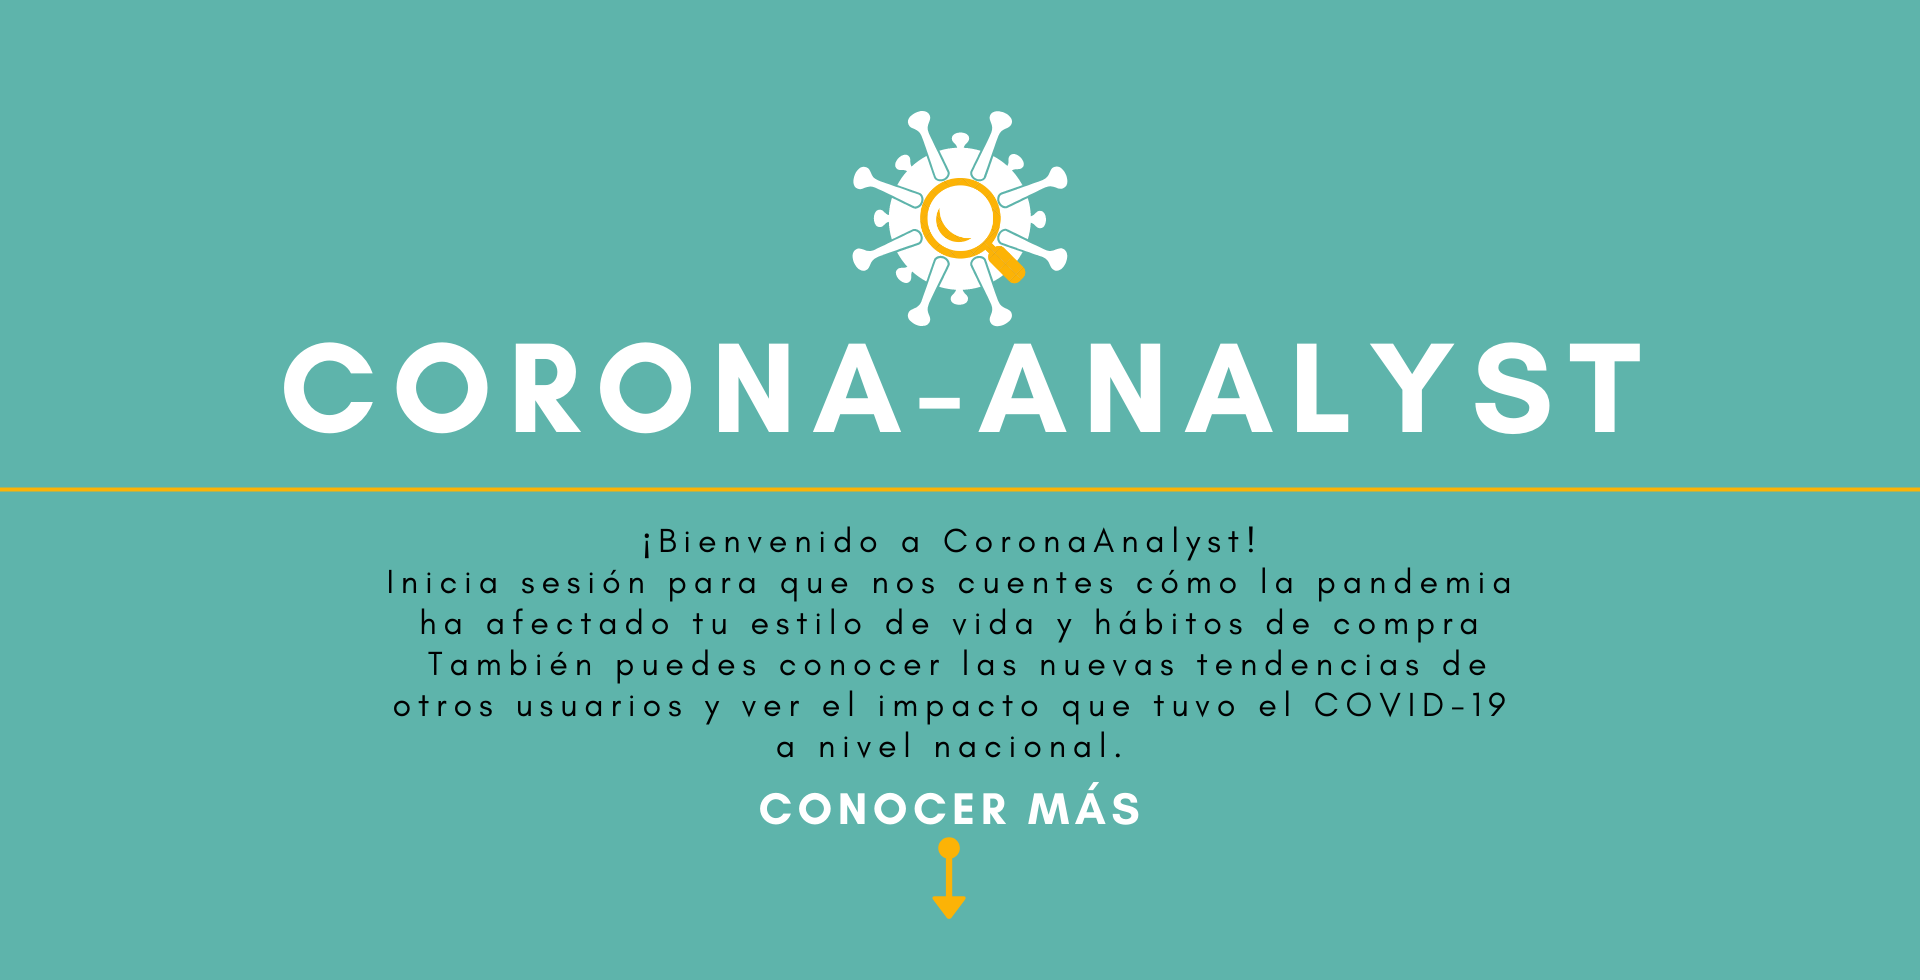 CORONA-ANALYST
¡Bienvenido a CoronaAnalyst!
Inicia sesión para que nos cuentes cómo la pandemia
ha afectado tu estilo de vida y hábitos de compra
También puedes conocer las nuevas tendencias de
otros usuarios y ver el impacto que tuvo el COVID-19
a nivel nacional.
CONOCER MÁS